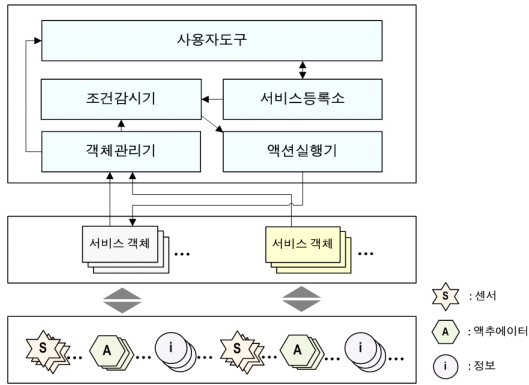 사용자도구
조건감시기
서비스등록소
객체관리기
액션실행기
서비스 객체
...
서비스 객체
...
S
...
A
...
i
...
S
...
A
...
i
...
S : 센서
A : 액추에이터
i : 정보